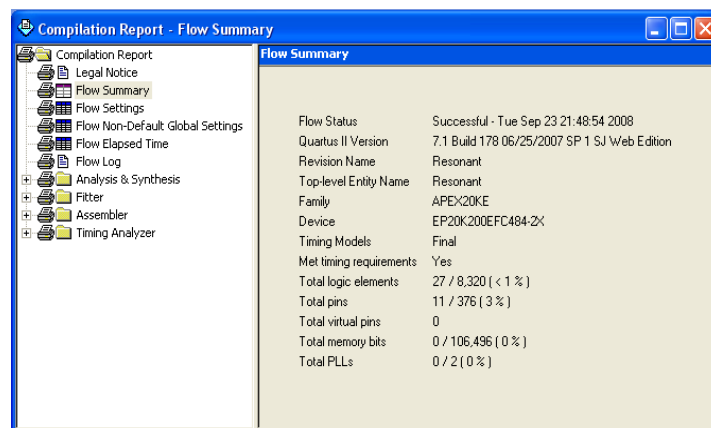 Compilation Report - Flow Summary
Compilation Report
Legal Notice
Flow Summary
Flow Settings
Flow Non-Default Global Settings
Flow Elapsed Time
Flow Log
Analysis & Synthesis
Fitter
Assembler
Timing Analyzer
Flow Summary
Flow Status Successful - Tue Sep 23 21:48:54 2008
Quartus II Version 7.1 Build 178 06/25/2007 SP 1 SJ Web Edition
Revision Name Resonant
Top-level Entity Name Resonant
Family APEX20KE
Device EP20K200EFC484-2X
Timing Models Final
Met timing requirements Yes
Total logic elements 27 / 8,320 ( < 1 % )
Total pins 11 / 376 ( 3 % )
Total virtual pins 0
Total memory bits 0 / 106,496 ( 0 % )
Total PLLs 0 / 2 ( 0 % )